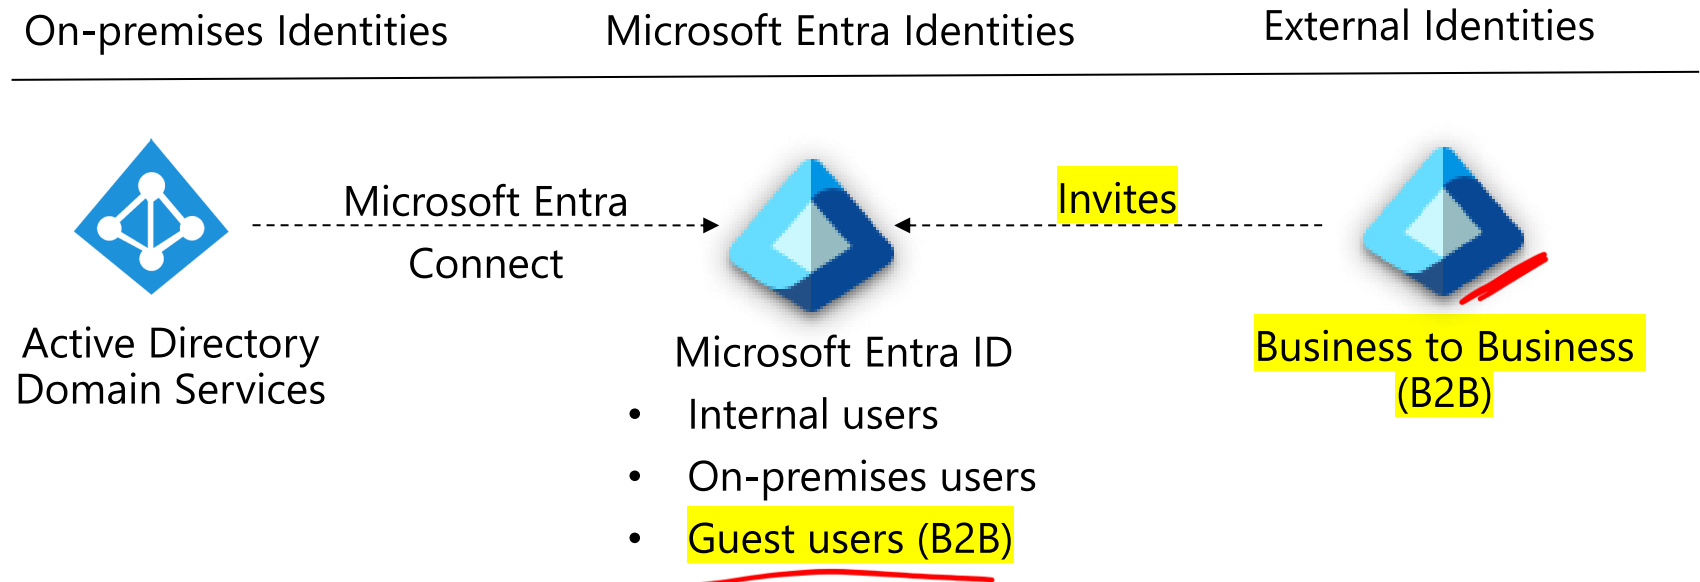 On-premises Identities
Microsoft Entra Identities
External Identities
Microsoft Entra
Connect
Invites
Active Directory
Domain Services
Microsoft Entra ID
• Internal users
• On-premises users
• Guest users (B2B)
Business to Business
(B2B)